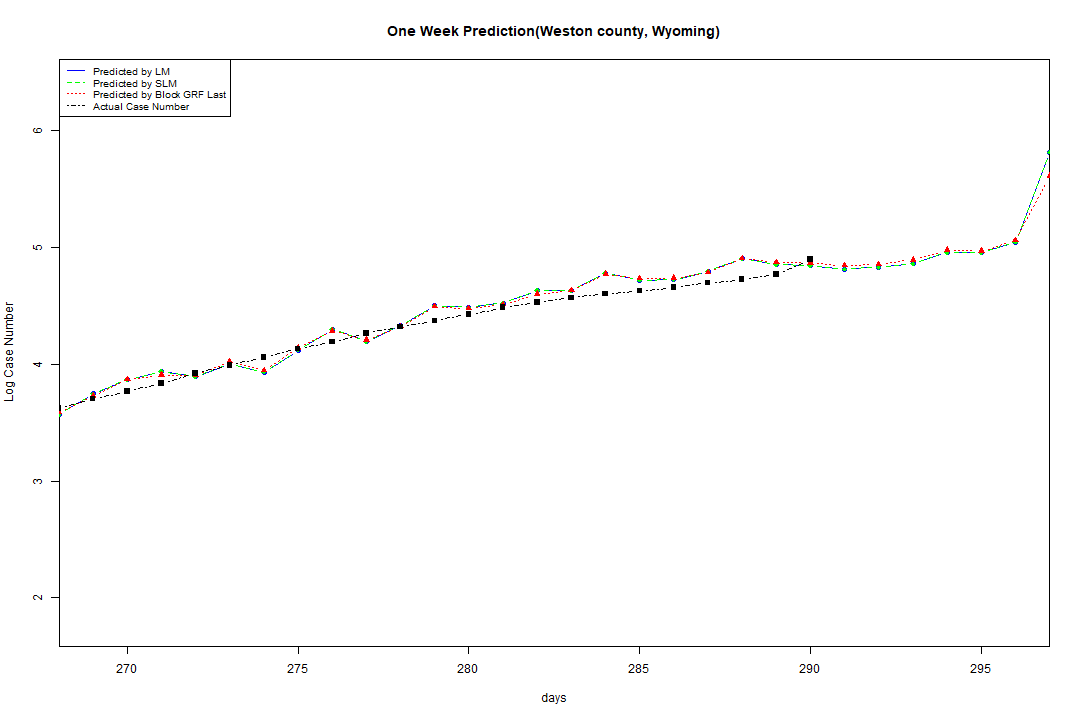 One Week Prediction(Weston county, Wyoming)
Predicted by LM
Predicted by SLM
Predicted by Block GRF Last
Actual Case Number
6
5
4
3
2
Log Case Number
270 275 280 285 290 295
days